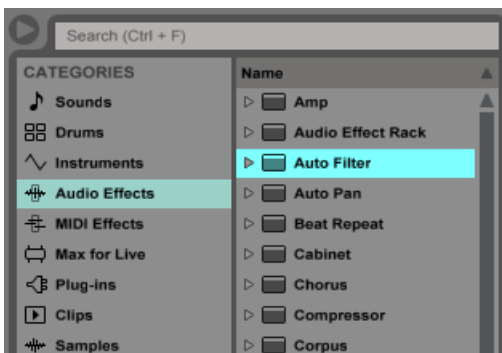 Search (Ctrl + F)
CATEGORIES
Sounds
Drums
Instruments
Audio Effects
MIDI Effects
Max for Live
Plug-ins
Clips
Samples
Name
Amp
Audio Effect Rack
Auto Filter
Auto Pan
Beat Repeat
Cabinet
Chorus
Compressor
Corpus